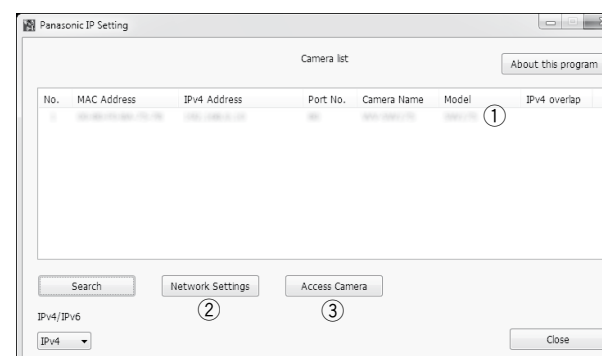 Panasonic IP Setting
Camera list
About this program
No. MAC Address IPv4 Address Port No. Camera Name Model IPv4 overlap
①
Search Network Settings Access Camera
② ③
IPv4/IPv6
IPv4 Close